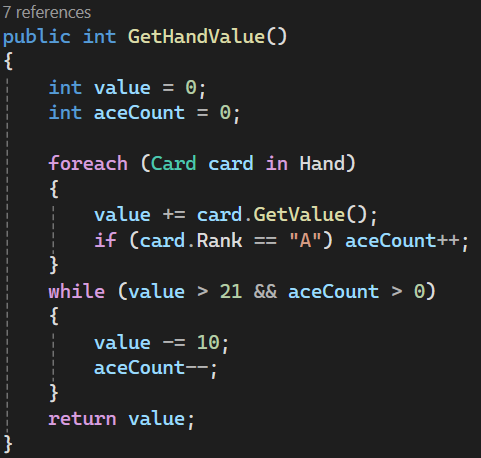 7 references
public int GetHandValue()
{
    int value = 0;
    int aceCount = 0;

    foreach (Card card in Hand)
    {
        value += card.GetValue();
        if (card.Rank == "A") aceCount++;
    }
    while (value > 21 && aceCount > 0)
    {
        value -= 10;
        aceCount--;
    }
    return value;
}